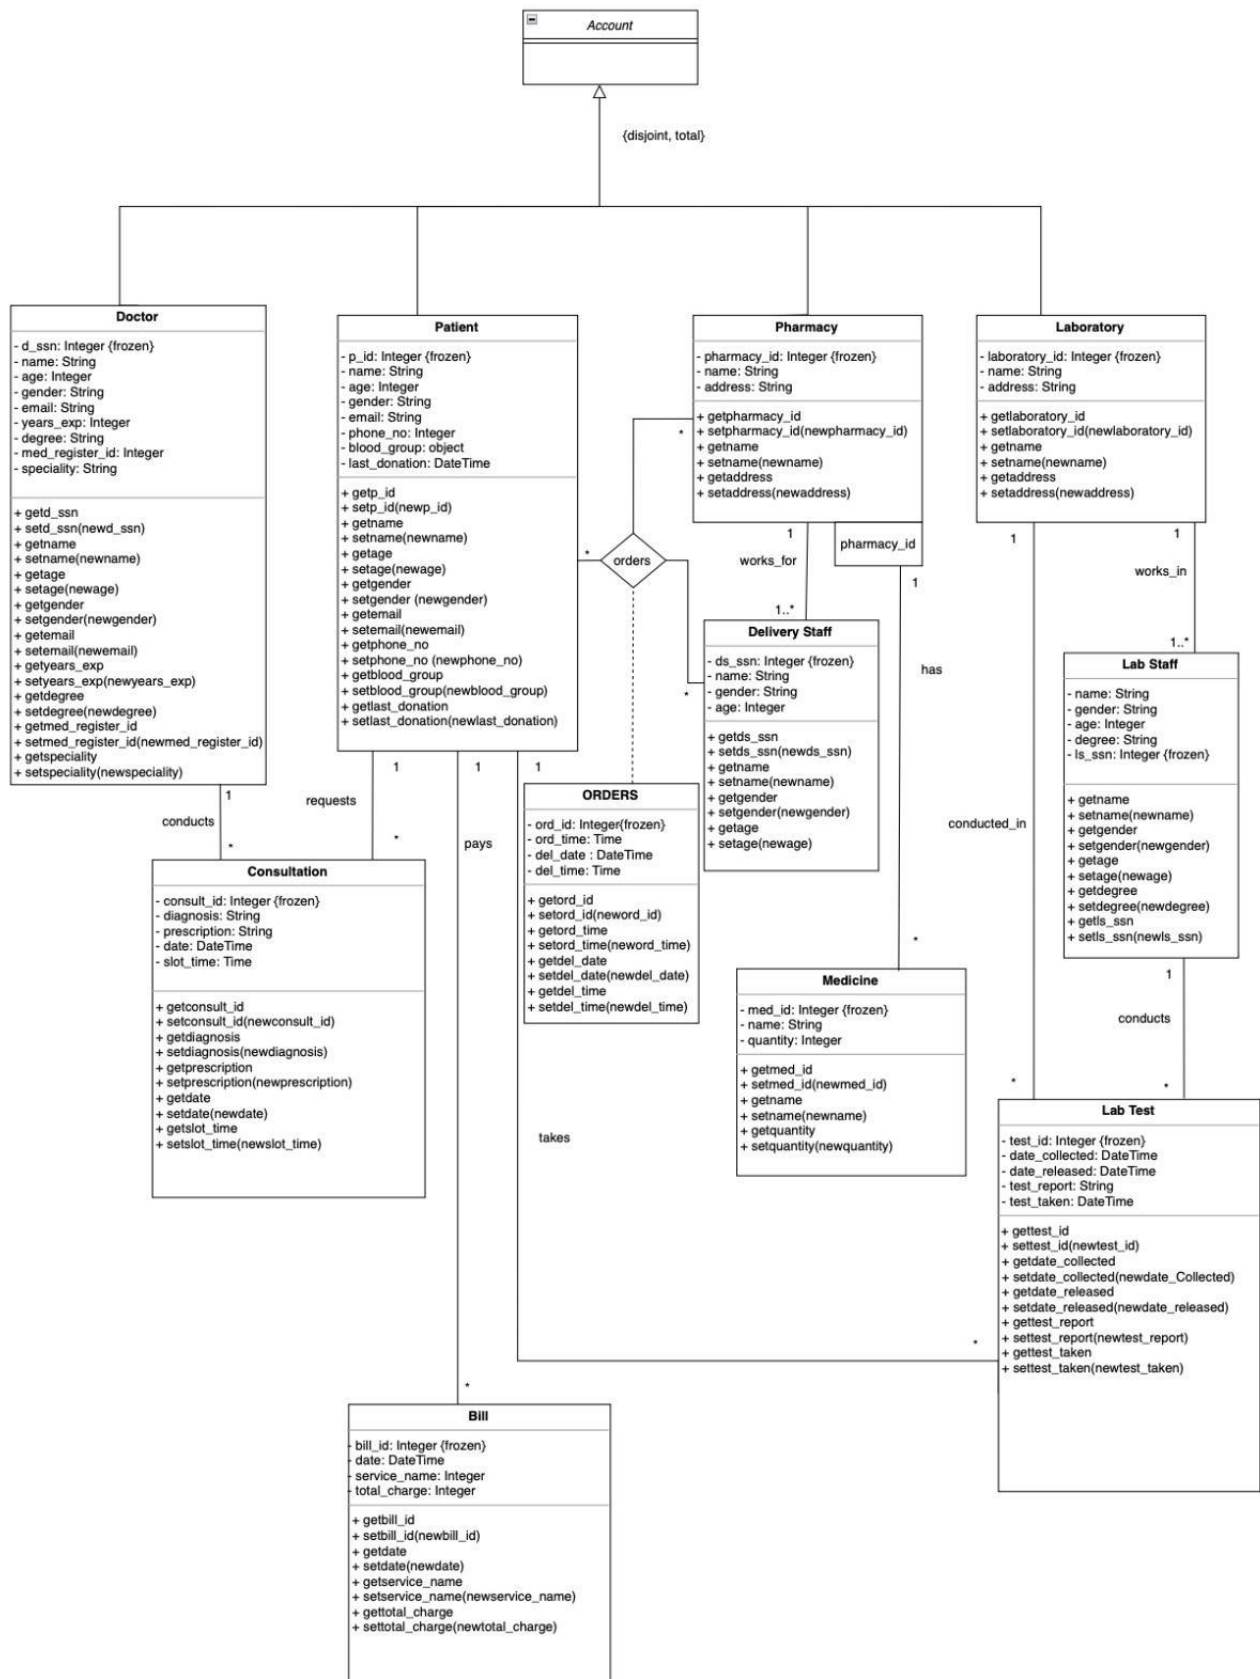 Account
{disjoint, total}
Doctor
- d_ssn: Integer {frozen}
- name: String
- age: Integer
- gender: String
- email: String
- years_exp: Integer
- degree: String
- med_register_id: Integer
- speciality: String
+ getd_ssn
+ setd_ssn(newd_ssn)
+ getname
+ setname(newname)
+ getage
+ setage(newage)
+ getgender
+ setgender(newgender)
+ getemail
+ setemail(newemail)
+ getyears_exp
+ setyears_exp(newyears_exp)
+ getdegree
+ setdegree(newdegree)
+ getmed_register_id
+ setmed_register_id(newmed_register_id)
+ getspeciality
+ setspeciality(newspeciality)
Patient
- p_id: Integer {frozen}
- name: String
- age: Integer
- gender: String
- email: String
- phone_no: Integer
- blood_group: object
- last_donation: DateTime
+ getp_id
+ setp_id(newp_id)
+ getname
+ setname(newname)
+ getage
+ setage(newage)
+ getgender
+ setgender (newgender)
+ getemail
+ setemail(newemail)
+ getphone_no
+ setphone_no (newphone_no)
+ getblood_group
+ setblood_group(newblood_group)
+ getlast_donation
+ setlast_donation(newlast_donation)
Pharmacy
- pharmacy_id: Integer {frozen}
- name: String
- address: String
+ getpharmacy_id
+ setpharmacy_id(newpharmacy_id)
+ getname
+ setname(newname)
+ getaddress
+ setaddress(newaddress)
Laboratory
- laboratory_id: Integer {frozen}
- name: String
- address: String
+ getlaboratory_id
+ setlaboratory_id(newlaboratory_id)
+ getname
+ setname(newname)
+ getaddress
+ setaddress(newaddress)
*
*
orders
*
1
works_for
1..*
pharmacy_id
1
has
*
1
conducted_in
*
1
works_in
1..*
Delivery Staff
- ds_ssn: Integer {frozen}
- name: String
- gender: String
- age: Integer
+ getds_ssn
+ setds_ssn(newds_ssn)
+ getname
+ setname(newname)
+ getgender
+ setgender(newgender)
+ getage
+ setage(newage)
Lab Staff
- name: String
- gender: String
- age: Integer
- degree: String
- ls_ssn: Integer {frozen}
+ getname
+ setname(newname)
+ getgender
+ setgender(newgender)
+ getage
+ setage(newage)
+ getdegree
+ setdegree(newdegree)
+ getls_ssn
+ setls_ssn(newls_ssn)
1
conducts
*
1
requests
*
1
pays
*
1
takes
*
ORDERS
- ord_id: Integer{frozen}
- ord_time: Time
- del_date : DateTime
- del_time: Time
+ getord_id
+ setord_id(neword_id)
+ getord_time
+ setord_time(neword_time)
+ getdel_date
+ setdel_date(newdel_date)
+ getdel_time
+ setdel_time(newdel_time)
Consultation
- consult_id: Integer {frozen}
- diagnosis: String
- prescription: String
- date: DateTime
- slot_time: Time
+ getconsult_id
+ setconsult_id(newconsult_id)
+ getdiagnosis
+ setdiagnosis(newdiagnosis)
+ getprescription
+ setprescription(newprescription)
+ getdate
+ setdate(newdate)
+ getslot_time
+ setslot_time(newslot_time)
Medicine
- med_id: Integer {frozen}
- name: String
- quantity: Integer
+ getmed_id
+ setmed_id(newmed_id)
+ getname
+ setname(newname)
+ getquantity
+ setquantity(newquantity)
1
conducts
*
Lab Test
- test_id: Integer {frozen}
- date_collected: DateTime
- date_released: DateTime
- test_report: String
- test_taken: DateTime
+ gettest_id
+ settest_id(newtest_id)
+ getdate_collected
+ setdate_collected(newdate_Collected)
+ getdate_released
+ setdate_released(newdate_released)
+ gettest_report
+ settest_report(newtest_report)
+ gettest_taken
+ settest_taken(newtest_taken)
Bill
- bill_id: Integer {frozen}
- date: DateTime
- service_name: Integer
- total_charge: Integer
+ getbill_id
+ setbill_id(newbill_id)
+ getdate
+ setdate(newdate)
+ getservice_name
+ setservice_name(newservice_name)
+ gettotal_charge
+ settotal_charge(newtotal_charge)